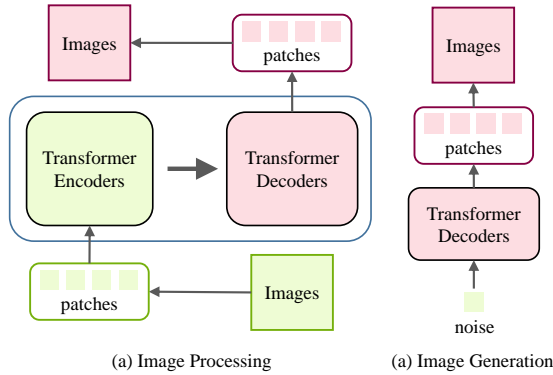 Images
patches
Transformer
Encoders
Transformer
Decoders
patches
Images
(a) Image Processing
Images
patches
Transformer
Decoders
noise
(a) Image Generation